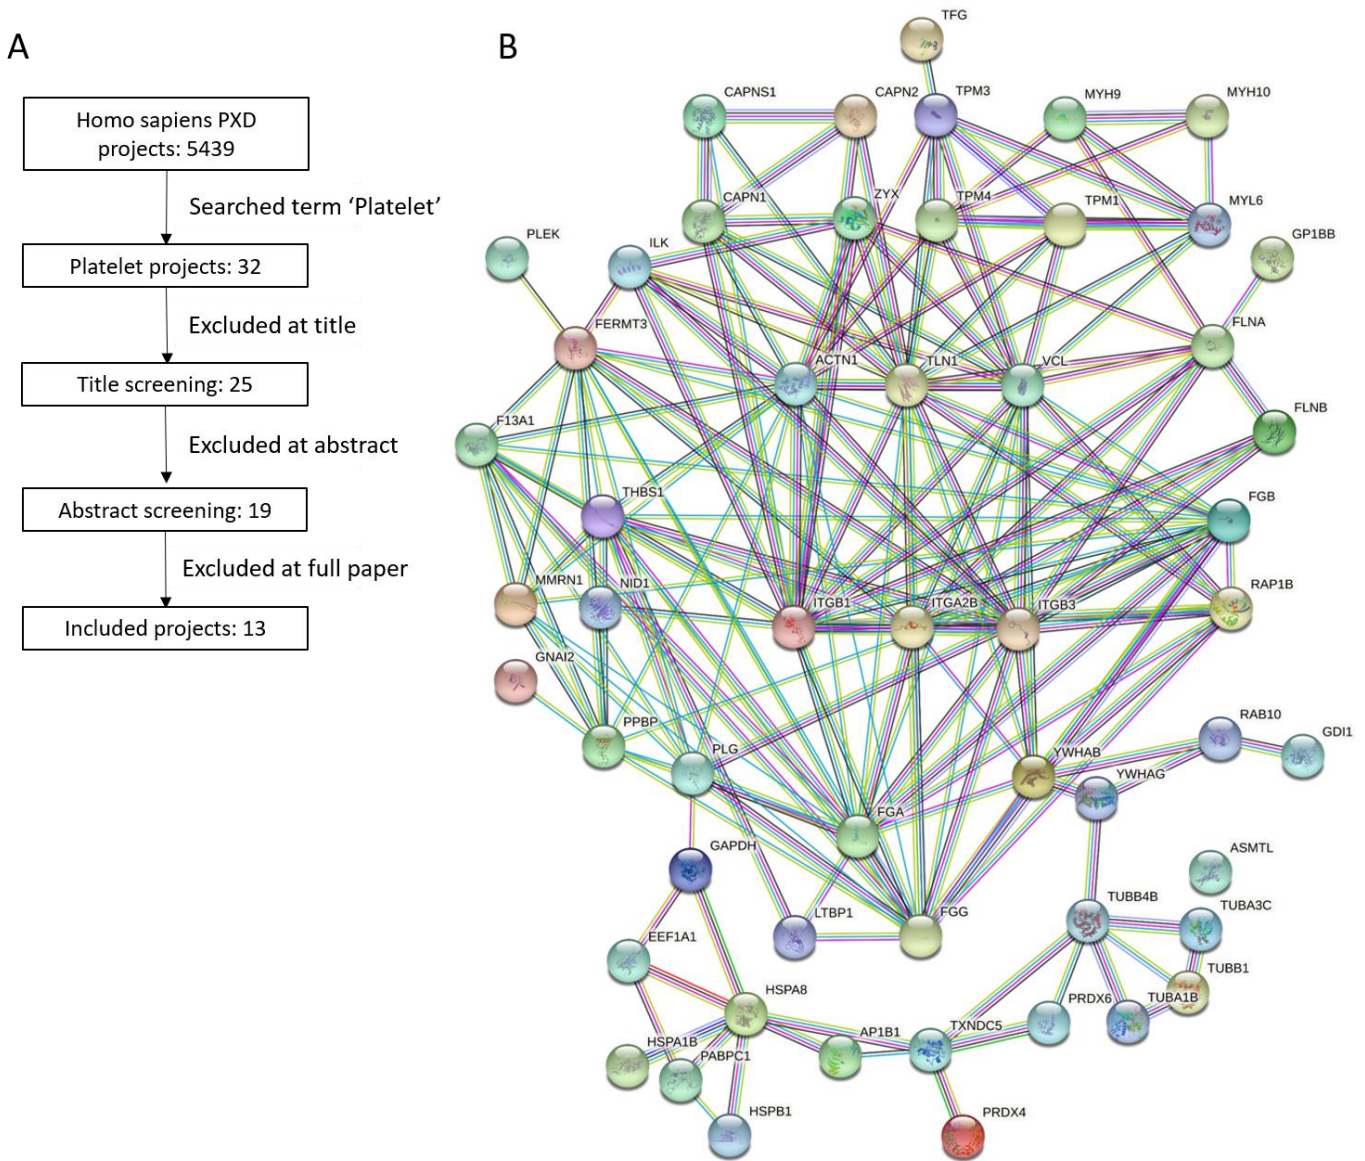 A
Homo sapiens PXD
projects: 5439
Searched term ‘Platelet’
Platelet projects: 32
Excluded at title
Title screening: 25
Excluded at abstract
Abstract screening: 19
Excluded at full paper
Included projects: 13
B
TFG
CAPNS1
CAPN2
TPM3
MYH9
MYH10
CAPN1
ZYX
TPM4
TPM1
MYL6
PLEK
ILK
GP1BB
FERMT3
ACTN1
TLN1
VCL
FLNA
F13A1
FLNB
THBS1
FGB
MMRN1
NID1
ITGB1
ITGA2B
ITGB3
RAP1B
GNAI2
PPBP
PLG
YWHAB
YWHAG
RAB10
GDI1
FGA
GAPDH
ASMTL
LTBP1
FGG
TUBB4B
TUBA3C
EEF1A1
TUBB1
HSPA8
PRDX6
TUBA1B
HSPA1B
PABPC1
AP1B1
TXNDC5
HSPB1
PRDX4